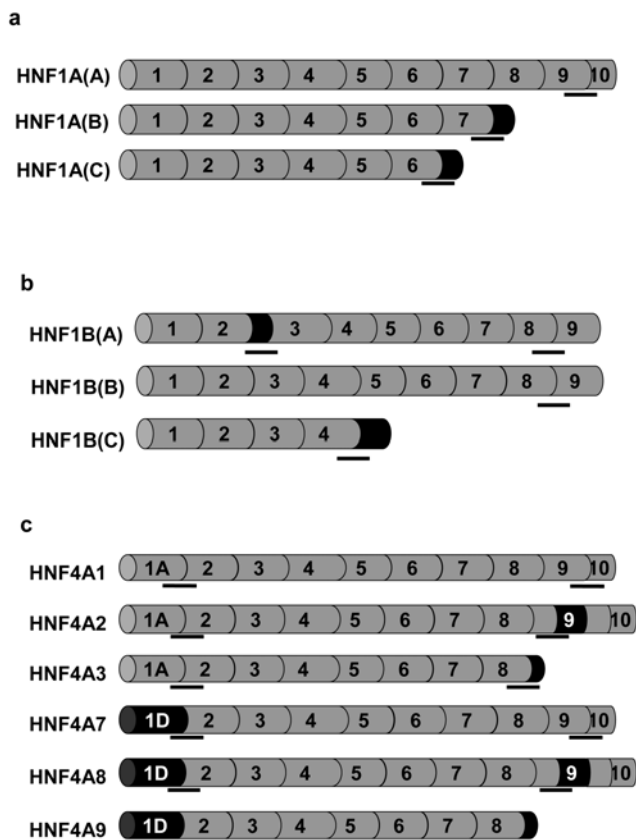 a
HNF1A(A) 1 2 3 4 5 6 7 8 9 10
HNF1A(B) 1 2 3 4 5 6 7
HNF1A(C) 1 2 3 4 5 6
b
HNF1B(A) 1 2 3 4 5 6 7 8 9
HNF1B(B) 1 2 3 4 5 6 7 8 9
HNF1B(C) 1 2 3 4
c
HNF4A1 1A 2 3 4 5 6 7 8 9 10
HNF4A2 1A 2 3 4 5 6 7 8 9 10
HNF4A3 1A 2 3 4 5 6 7 8
HNF4A7 1D 2 3 4 5 6 7 8 9 10
HNF4A8 1D 2 3 4 5 6 7 8 9 10
HNF4A9 1D 2 3 4 5 6 7 8